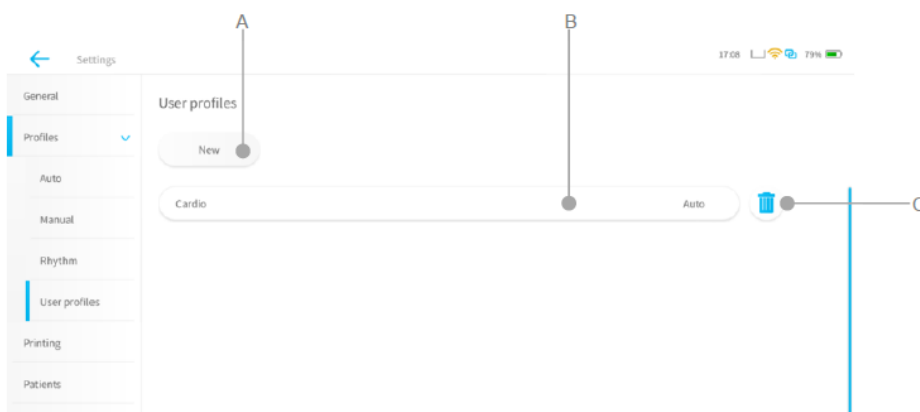 A B
Settings 17:08 79%
General
User profiles
Profiles
New
Auto
Cardio Auto
C
Manual
Rhythm
User profiles
Printing
Patients